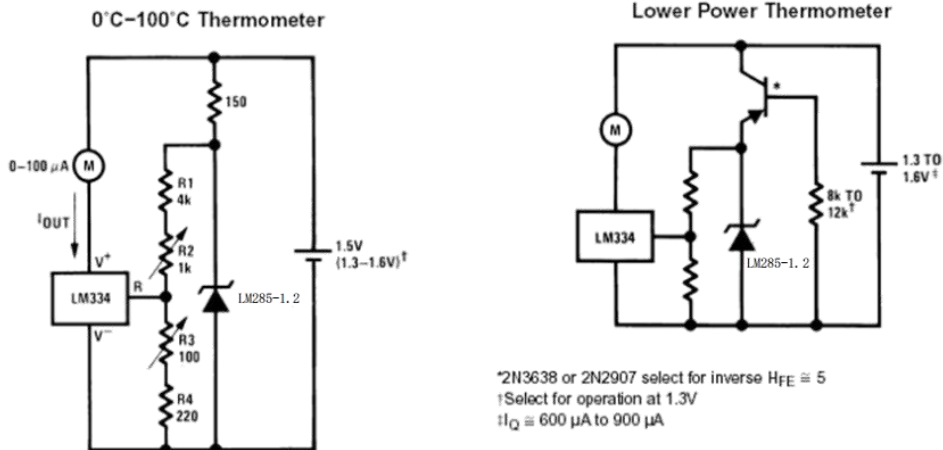 0°C–100°C Thermometer
150
0–100 µA
M
R1
4k
IOUT
R2
1k
V+
R
LM334
V−
LM285-1.2
1.5V
(1.3–1.6V)†
R3
100
R4
220
Lower Power Thermometer
*
M
1.3 TO
1.6V‡
8k TO
12k†
LM334
LM285-1.2
*2N3638 or 2N2907 select for inverse HFE ≅ 5
†Select for operation at 1.3V
‡IQ ≅ 600 µA to 900 µA